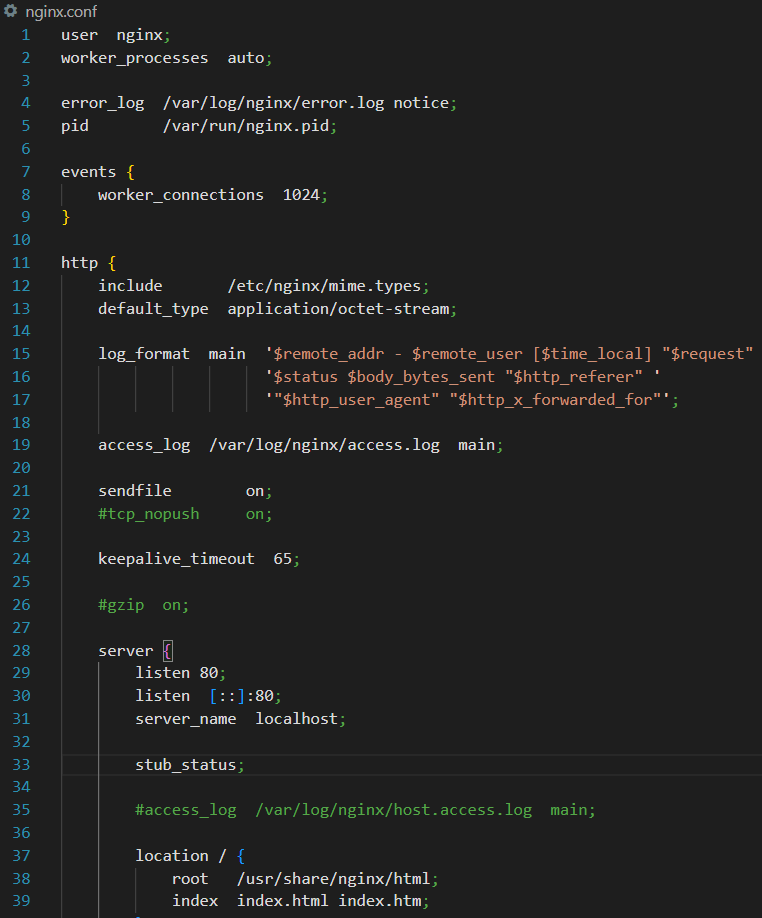 nginx.conf
1 user  nginx;
2 worker_processes  auto;
3
4 error_log  /var/log/nginx/error.log notice;
5 pid        /var/run/nginx.pid;
6
7 events {
8     worker_connections  1024;
9 }
10
11 http {
12     include       /etc/nginx/mime.types;
13     default_type  application/octet-stream;
14
15     log_format  main  '$remote_addr - $remote_user [$time_local] "$request"
16                       '$status $body_bytes_sent "$http_referer" '
17                       '"$http_user_agent" "$http_x_forwarded_for"';
18
19     access_log  /var/log/nginx/access.log  main;
20
21     sendfile        on;
22     #tcp_nopush     on;
23
24     keepalive_timeout  65;
25
26     #gzip  on;
27
28     server {
29         listen 80;
30         listen  [::]:80;
31         server_name  localhost;
32
33         stub_status;
34
35         #access_log  /var/log/nginx/host.access.log  main;
36
37         location / {
38             root   /usr/share/nginx/html;
39             index  index.html index.htm;